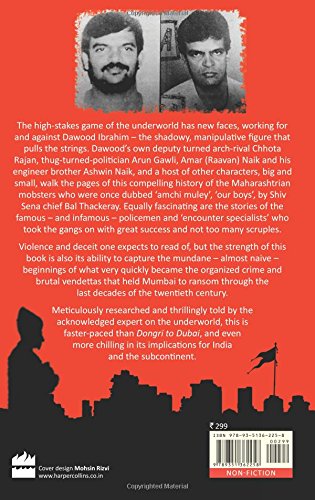 The high-stakes game of the underworld has new faces, working for
and against Dawood Ibrahim – the shadowy, manipulative figure that
pulls the strings. Dawood's own deputy turned arch-rival Chhota
Rajan, thug-turned-politician Arun Gawli, Amar (Raavan) Naik and his
engineer brother Ashwin Naik, and a host of other characters, big
and small, walk the pages of this compelling history of the Maharashtrian
mobsters who were once dubbed 'amchi muley', 'our boys', by Shiv
Sena chief Bal Thackeray. Equally fascinating are the stories of the
famous – and infamous – policemen and 'encounter specialists' who
took the gangs on with great success and not too many scruples.
Violence and deceit one expects to read of, but the strength of this
book is also its ability to capture the mundane – almost naive –
beginnings of what very quickly became the organized crime and
brutal vendettas that held Mumbai to ransom through the
last decades of the twentieth century.
Meticulously researched and thrillingly told by the
acknowledged expert on the underworld, this is
faster-paced than Dongri to Dubai, and even
more chilling in its implications for India
and the subcontinent.
₹ 299
ISBN 978-93-5136-225-8
00299
9 789351 362258
NON-FICTION
Cover design Mohsin Rizvi
www.harpercollins.co.in